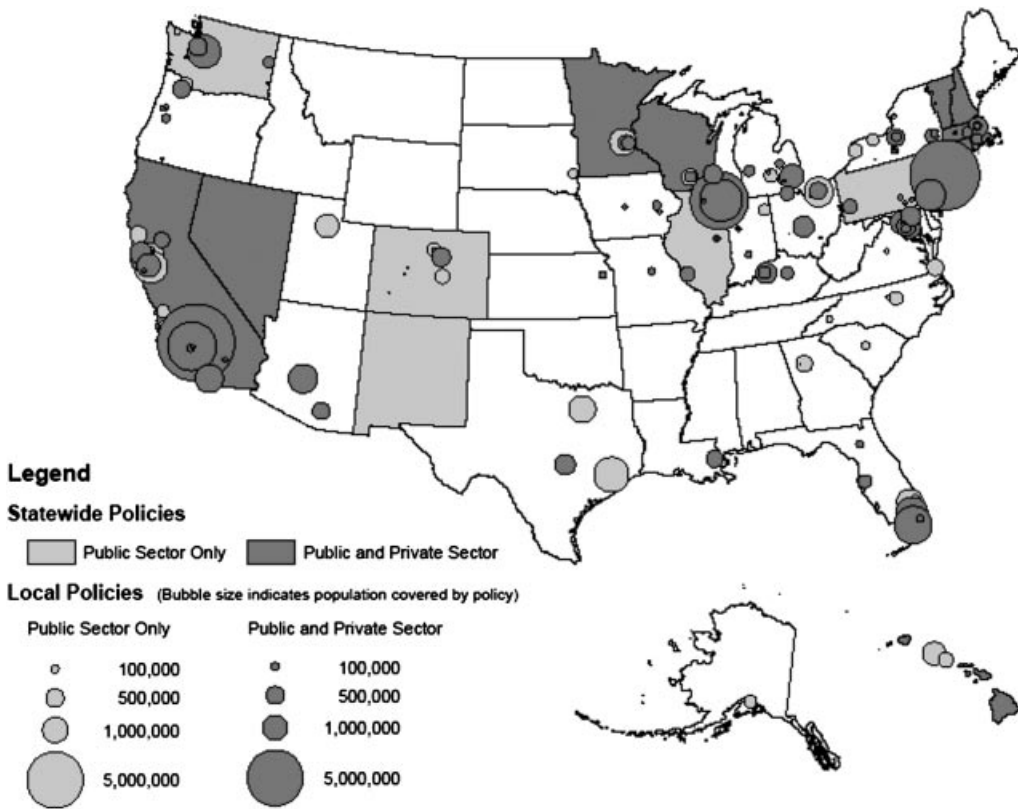 Legend
Statewide Policies
Public Sector Only Public and Private Sector
Local Policies (Bubble size indicates population covered by policy)
Public Sector Only Public and Private Sector
100,000 100,000
500,000 500,000
1,000,000 1,000,000
5,000,000 5,000,000